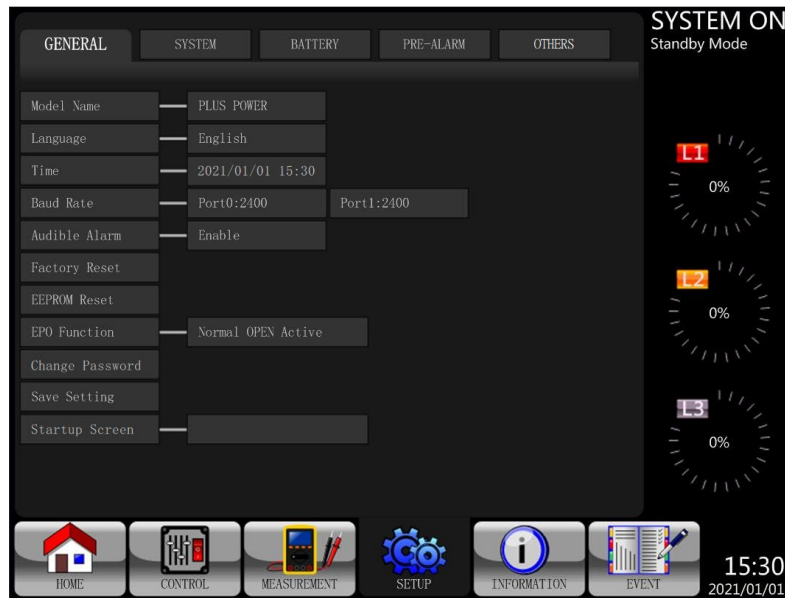 SYSTEM ON
Standby Mode
GENERAL SYSTEM BATTERY PRE-ALARM OTHERS
Model Name PLUS POWER
Language English
Time 2021/01/01 15:30
Baud Rate Port0:2400 Port1:2400
Audible Alarm Enable
Factory Reset
EEPROM Reset
EPO Function Normal OPEN Active
Change Password
Save Setting
Startup Screen
L1
0%
L2
0%
L3
0%
HOME CONTROL MEASUREMENT SETUP INFORMATION EVENT
15:30
2021/01/01